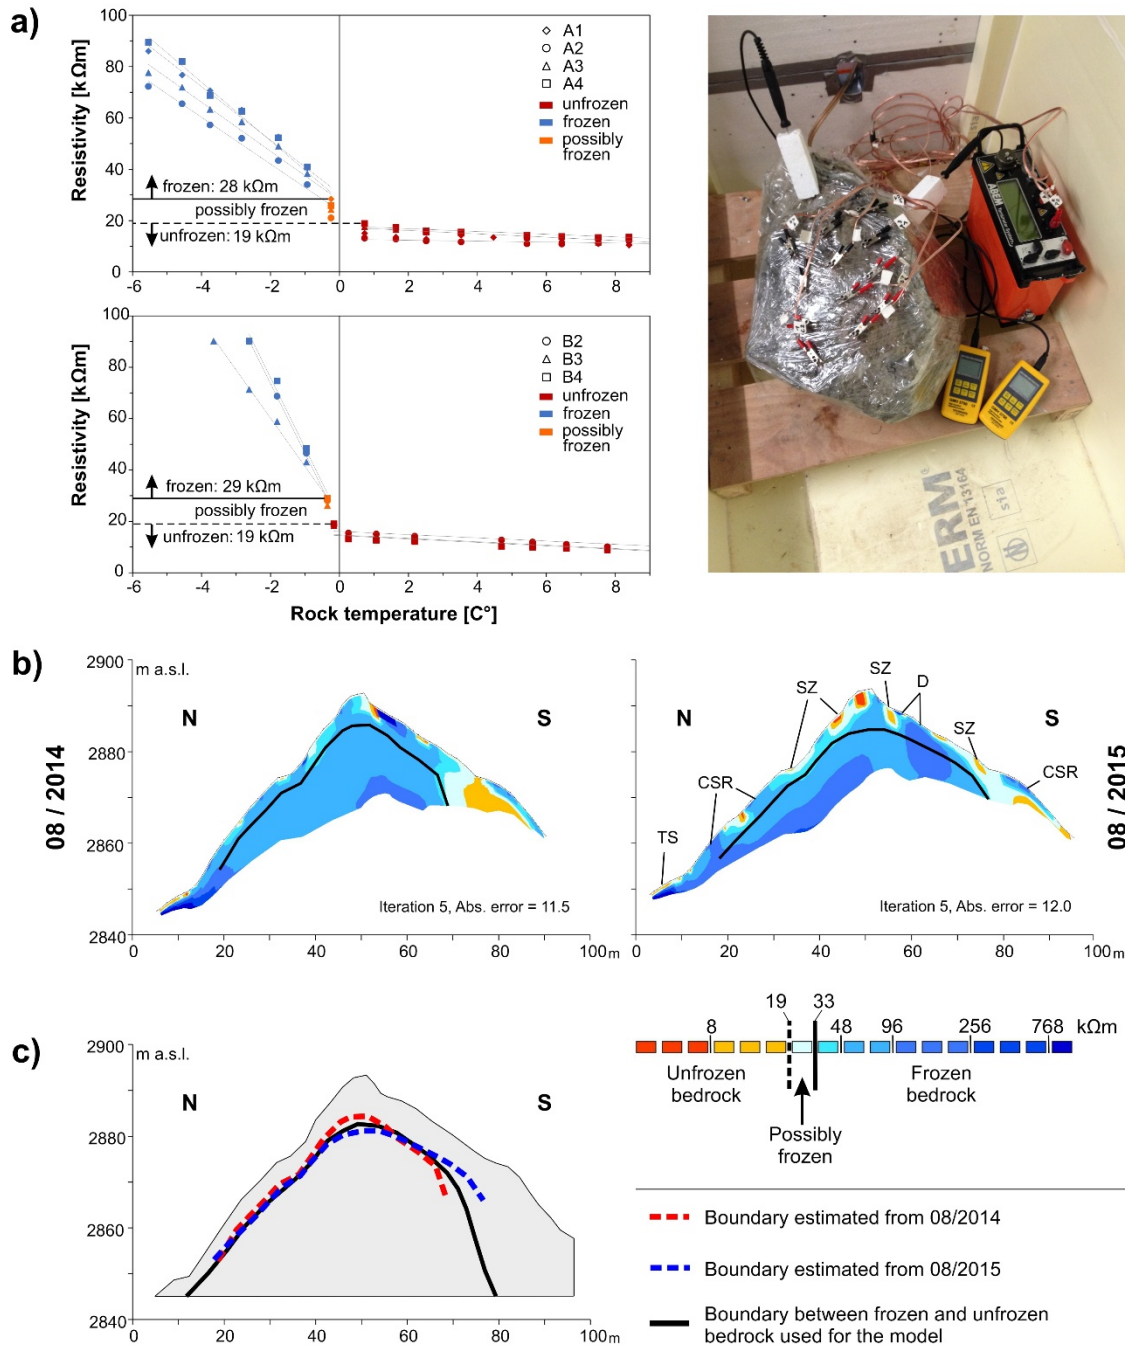 a)
Resistivity [kΩm]
100
80
60
40
20
0
A1
A2
A3
A4
unfrozen
frozen
possibly
frozen
frozen: 28 kΩm
possibly frozen
unfrozen: 19 kΩm
-6 -4 -2 0 2 4 6 8
Resistivity [kΩm]
100
80
60
40
20
0
B2
B3
B4
unfrozen
frozen
possibly
frozen
frozen: 29 kΩm
possibly frozen
unfrozen: 19 kΩm
-6 -4 -2 0 2 4 6 8
Rock temperature [C°]
ABEM
ERM
NORM EN 13164
s1a
b)
08 / 2014
2900
2880
2860
2840
m a.s.l.
N S
Iteration 5, Abs. error = 11.5
0 20 40 60 80 100 m
SZ SZ D
N S
SZ
CSR CSR
TS
Iteration 5, Abs. error = 12.0
0 20 40 60 80 100 m
08 / 2015
c)
2900
2880
2860
2840
m a.s.l.
N S
0 20 40 60 80 100 m
19 33
8 48 96 256 768 kΩm
Unfrozen
bedrock
Frozen
bedrock
Possibly
frozen
Boundary estimated from 08/2014
Boundary estimated from 08/2015
Boundary between frozen and unfrozen
bedrock used for the model